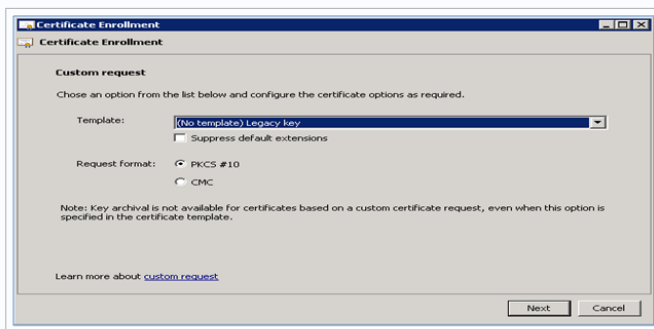 Certificate Enrollment
Certificate Enrollment
Custom request
Chose an option from the list below and configure the certificate options as required.
Template:
(No template) Legacy key
Suppress default extensions
Request format:
PKCS #10
CMC
Note: Key archival is not available for certificates based on a custom certificate request, even when this option is
specified in the certificate template.
Learn more about custom request
Next
Cancel